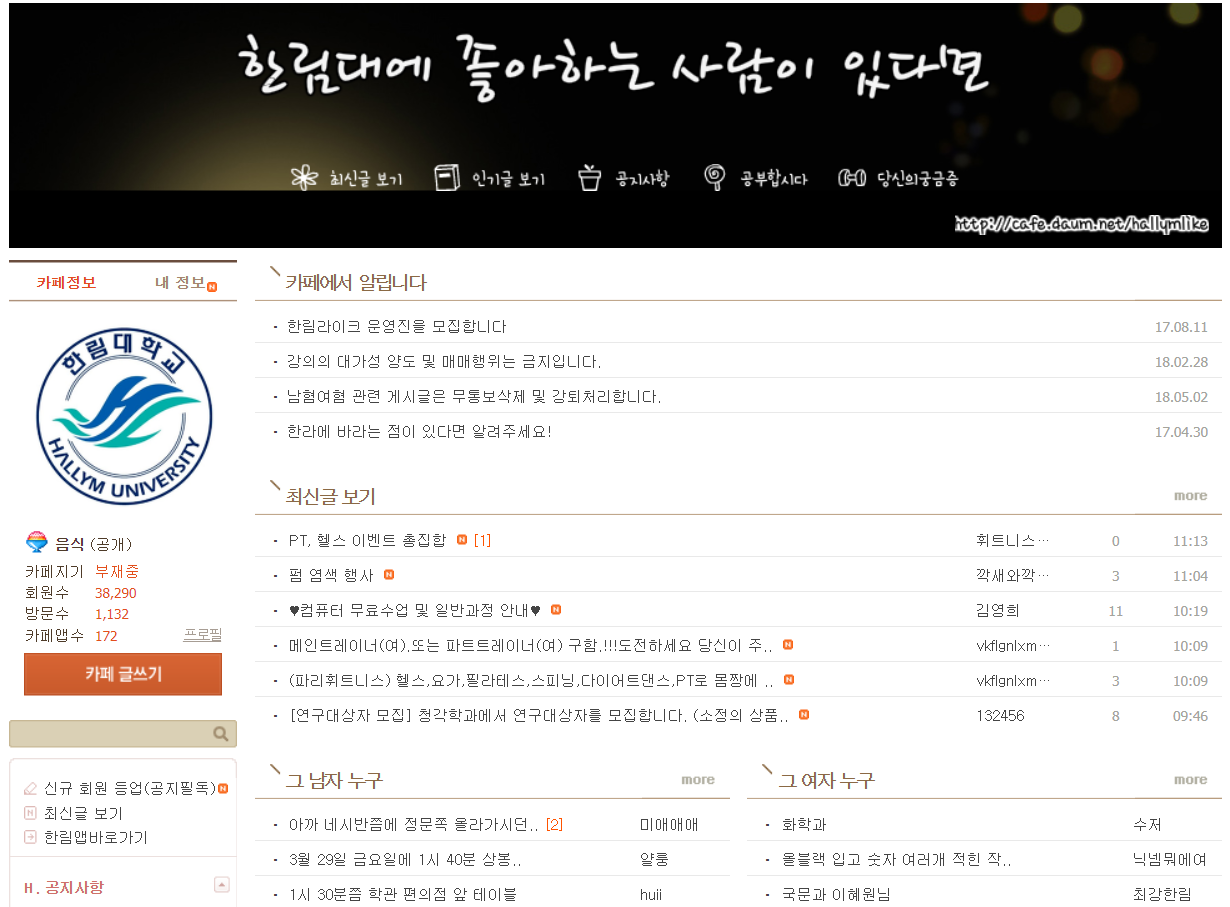 한림대에 좋아하는 사람이 있다면
최신글 보기 인기글 보기 공지사항 공부합시다 당신의궁금증
http://cafe.daum.net/hallymlike
카페정보 내 정보 N
한림대학교
HALLYM UNIVERSITY
음식 (공개)
카페지기 부재중
회원수 38,290
방문수 1,132
카페앱수 172 프로필
카페 글쓰기
신규 회원 등업(공지필독) N
최신글 보기
한림앱바로가기
H. 공지사항
카페에서 알립니다
· 한림라이크 운영진을 모집합니다 17.08.11
· 강의의 대가성 양도 및 매매행위는 금지입니다. 18.02.28
· 남혐여혐 관련 게시글은 무통보삭제 및 강퇴처리합니다. 18.05.02
· 한라에 바라는 점이 있다면 알려주세요! 17.04.30
최신글 보기 more
· PT, 헬스 이벤트 총집합 N [1] 휘트니스… 0 11:13
· 펌 염색 행사 N 깍새와깍… 3 11:04
· ♥컴퓨터 무료수업 및 일반과정 안내♥ N 김영희 11 10:19
· 메인트레이너(여).또는 파트트레이너(여) 구함.!!!도전하세요 당신이 주.. N vkflgnlxm… 1 10:09
· (파리휘트니스) 헬스,요가,필라테스,스피닝,다이어트댄스,PT로 몸짱에 .. N vkflgnlxm… 3 10:09
· [연구대상자 모집] 청각학과에서 연구대상자를 모집합니다. (소정의 상품.. N 132456 8 09:46
그 남자 누구 more
· 아까 네시반쯤에 정문쪽 올라가시던.. [2] 미애애애
· 3월 29일 금요일에 1시 40분 상봉.. 얄룽
· 1시 30분쯤 학관 편의점 앞 테이블 huii
그 여자 누구 more
· 화학과 수저
· 올블랙 입고 숫자 여러개 적힌 작.. 닉넴뭐에여
· 국문과 이혜원님 최강한림